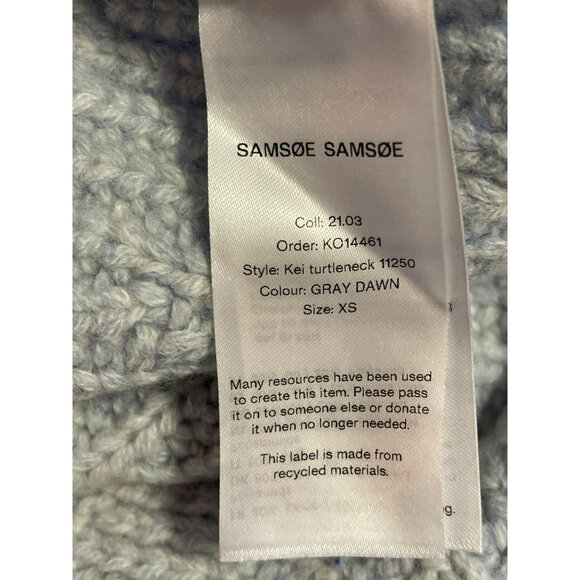 SAMSØE SAMSØE
Coll: 21.03
Order: KO14461
Style: Kei turtleneck 11250
Colour: GRAY DAWN
Size: XS
Many resources have been used
to create this item. Please pass
it on to someone else or donate
it when no longer needed.
This label is made from
recycled materials.
g.